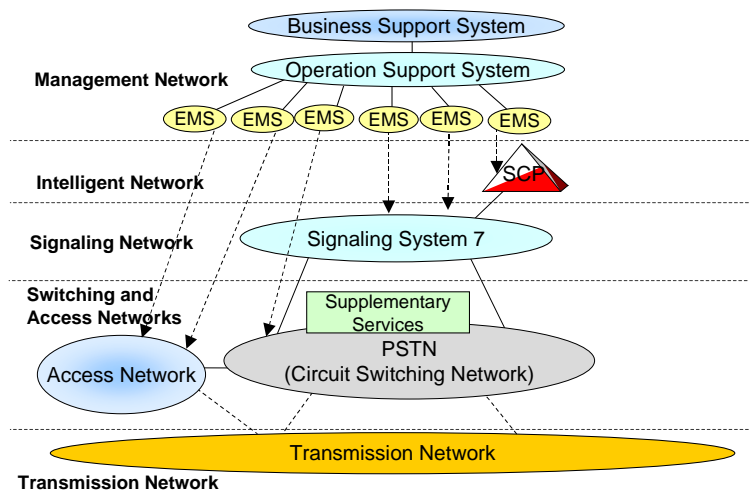 Business Support System
Operation Support System
Management Network
EMS EMS EMS EMS EMS EMS
SCP
Intelligent Network
Signaling Network
Signaling System 7
Switching and
Access Networks
Supplementary
Services
PSTN
(Circuit Switching Network)
Access Network
Transmission Network
Transmission Network